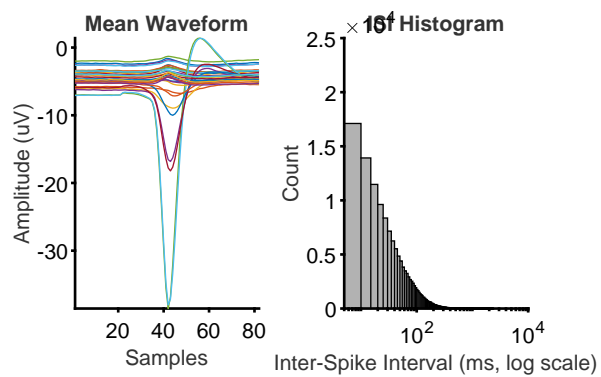 Mean Waveform
0
-10
-20
-30
Amplitude (uV)
20
40
60
80
Samples
× 10⁴
ISI Histogram
2.5
2
1.5
1
0.5
0
Count
10²
10⁴
Inter-Spike Interval (ms, log scale)